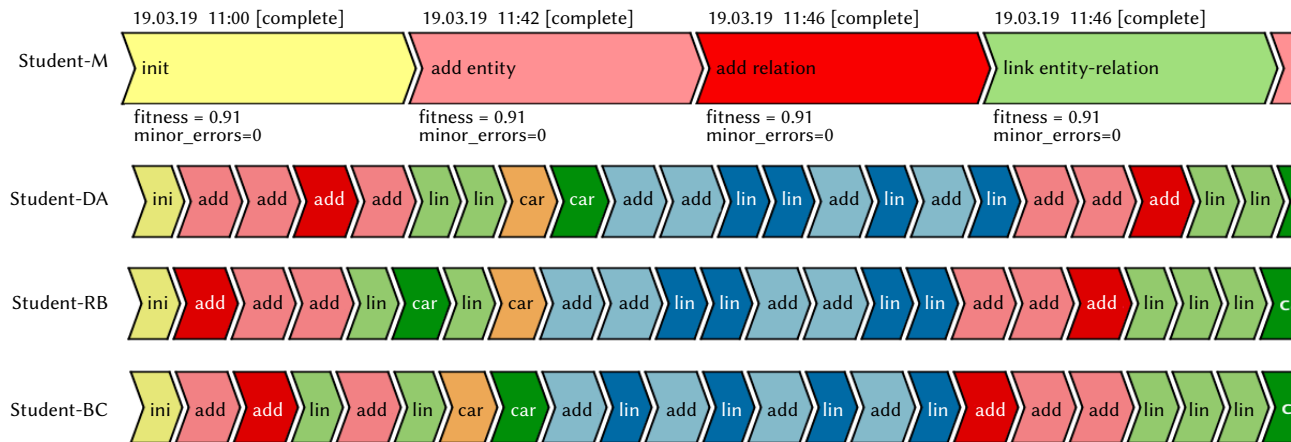 19.03.19 11:00 [complete] 19.03.19 11:42 [complete] 19.03.19 11:46 [complete] 19.03.19 11:46 [complete]
Student-M init add entity add relation link entity-relation
fitness = 0.91 fitness = 0.91 fitness = 0.91 fitness = 0.91
minor_errors=0 minor_errors=0 minor_errors=0 minor_errors=0
Student-DA ini add add add add lin lin car car add add lin lin add lin add lin add add add lin lin
Student-RB ini add add add lin car lin car add add lin lin add add lin lin add add add lin lin lin c
Student-BC ini add add lin add lin car car add lin add lin add lin add lin add add add lin lin lin c